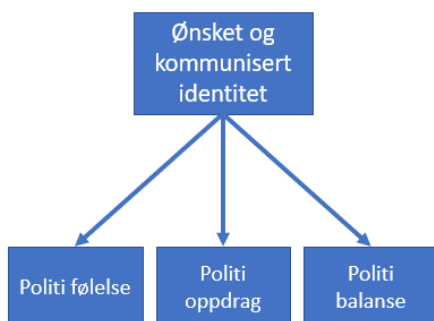 Ønsket og
kommunisert
identitet
Politi følelse
Politi
oppdrag
Politi
balanse